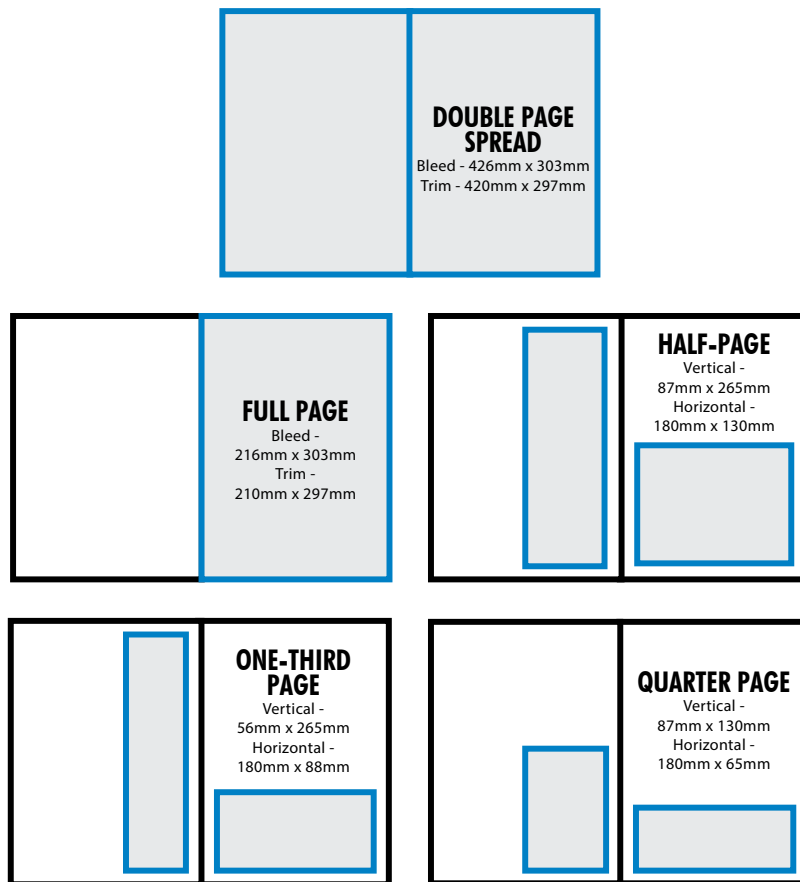 DOUBLE PAGE
SPREAD
Bleed - 426mm x 303mm
Trim - 420mm x 297mm
FULL PAGE
Bleed -
216mm x 303mm
Trim -
210mm x 297mm
HALF-PAGE
Vertical -
87mm x 265mm
Horizontal -
180mm x 130mm
ONE-THIRD
PAGE
Vertical -
56mm x 265mm
Horizontal -
180mm x 88mm
QUARTER PAGE
Vertical -
87mm x 130mm
Horizontal -
180mm x 65mm